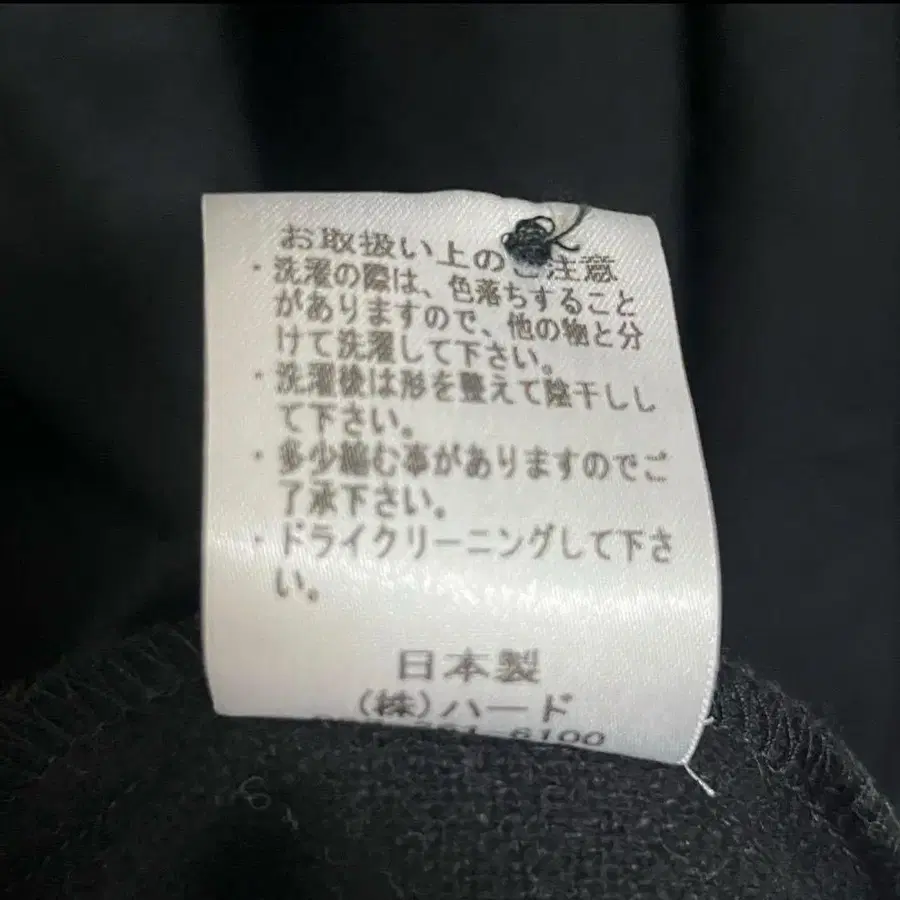 お取扱い上のご注意
・洗濯の際は、色落ちすること
がありますので、他の物と分
けて洗濯して下さい。
・洗濯後は形を整えて陰干しし
て下さい。
・多少縮む事がありますのでご
了承下さい。
・ドライクリーニングして下さ
い。
日本製
(株)ハード
6100